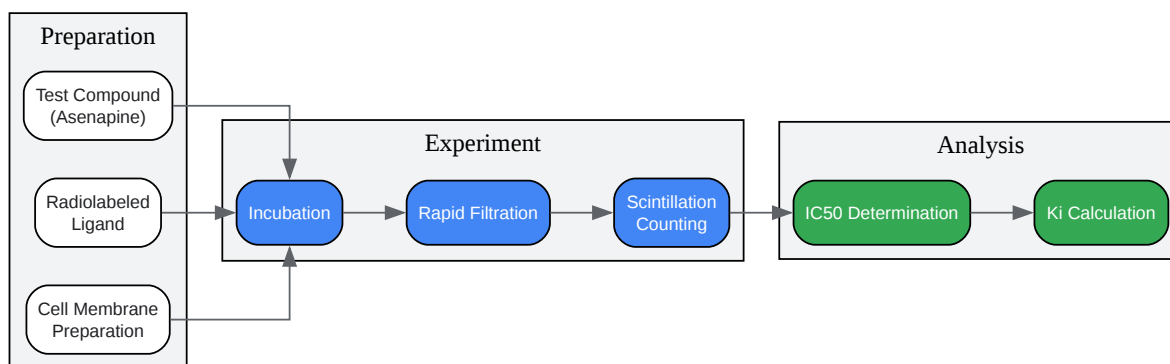 Preparation
Test Compound
(Asenapine)
Radiolabeled
Ligand
Cell Membrane
Preparation
Experiment
Incubation
Rapid Filtration
Scintillation
Counting
Analysis
IC50 Determination
Ki Calculation